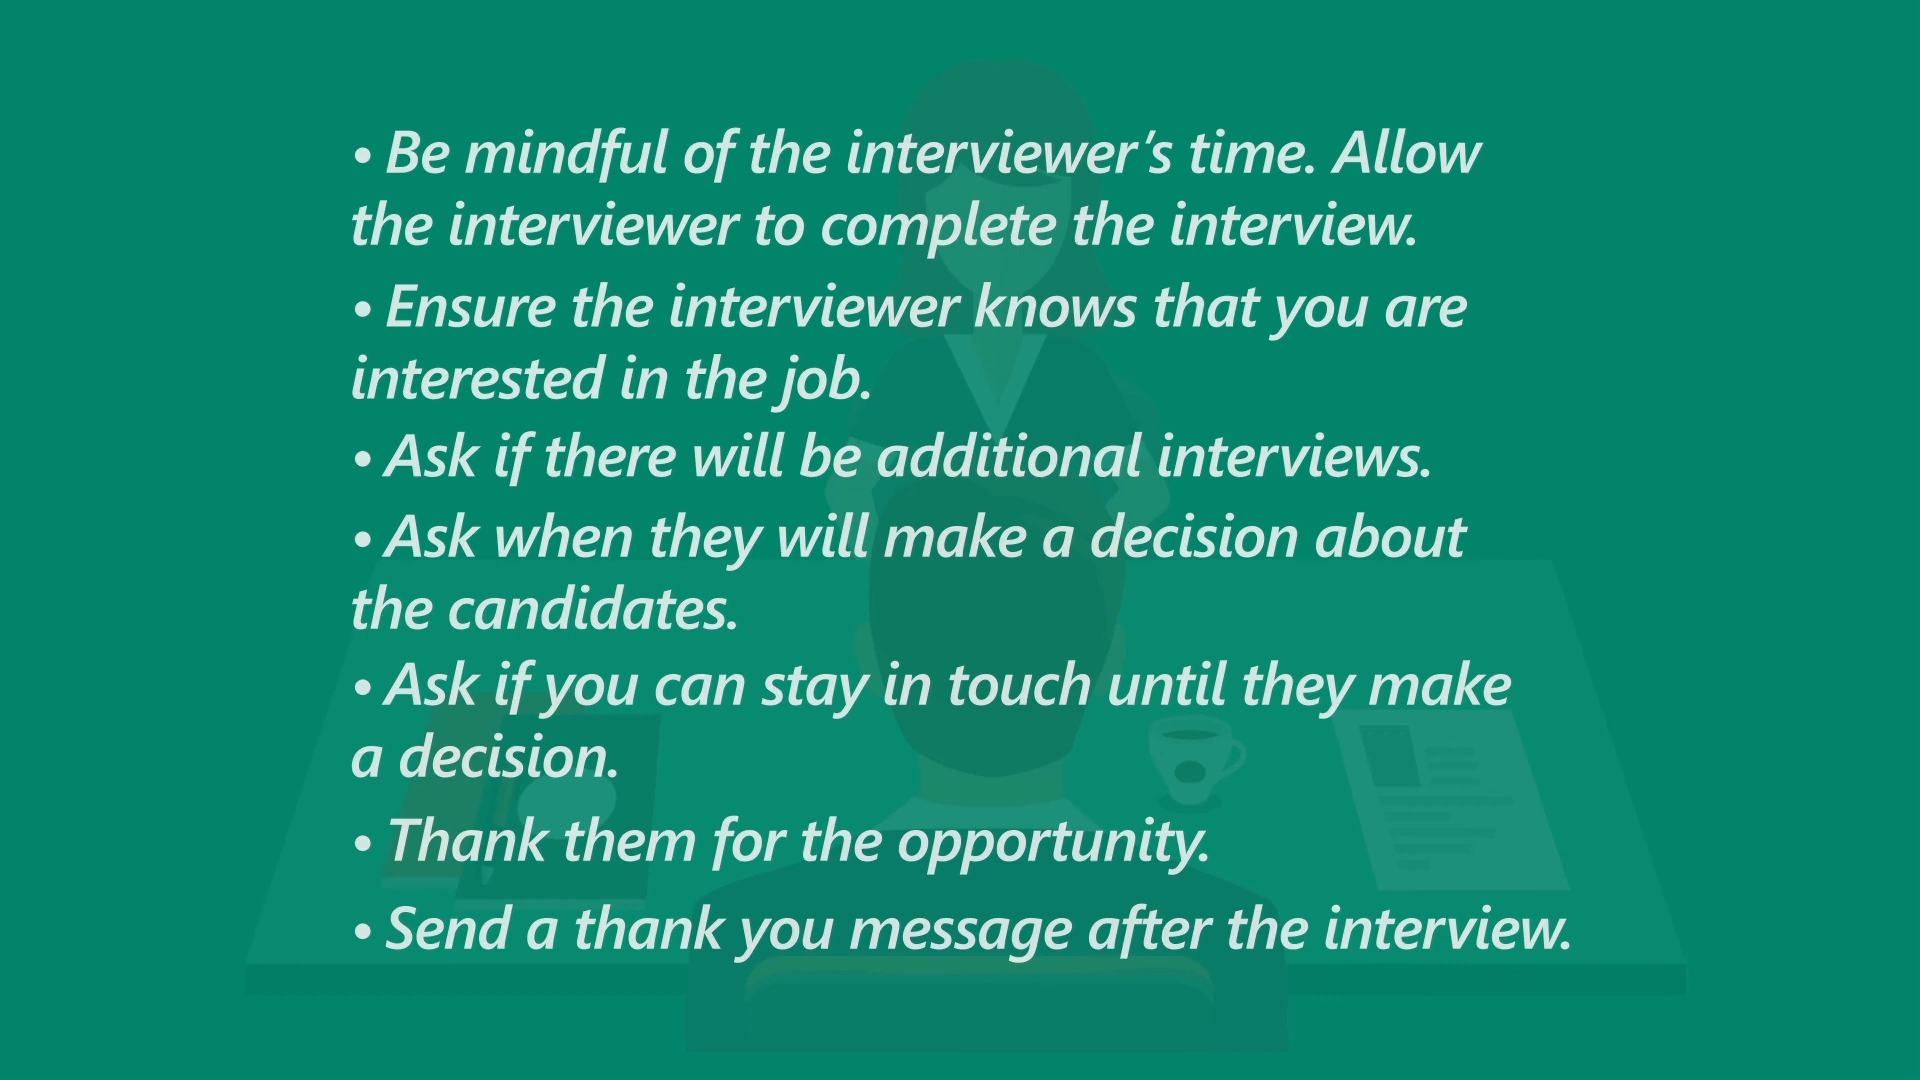 • Be mindful of the interviewer’s time. Allow
the interviewer to complete the interview.
• Ensure the interviewer knows that you are
interested in the job.
• Ask if there will be additional interviews.
• Ask when they will make a decision about
the candidates.
• Ask if you can stay in touch until they make
a decision.
• Thank them for the opportunity.
• Send a thank you message after the interview.